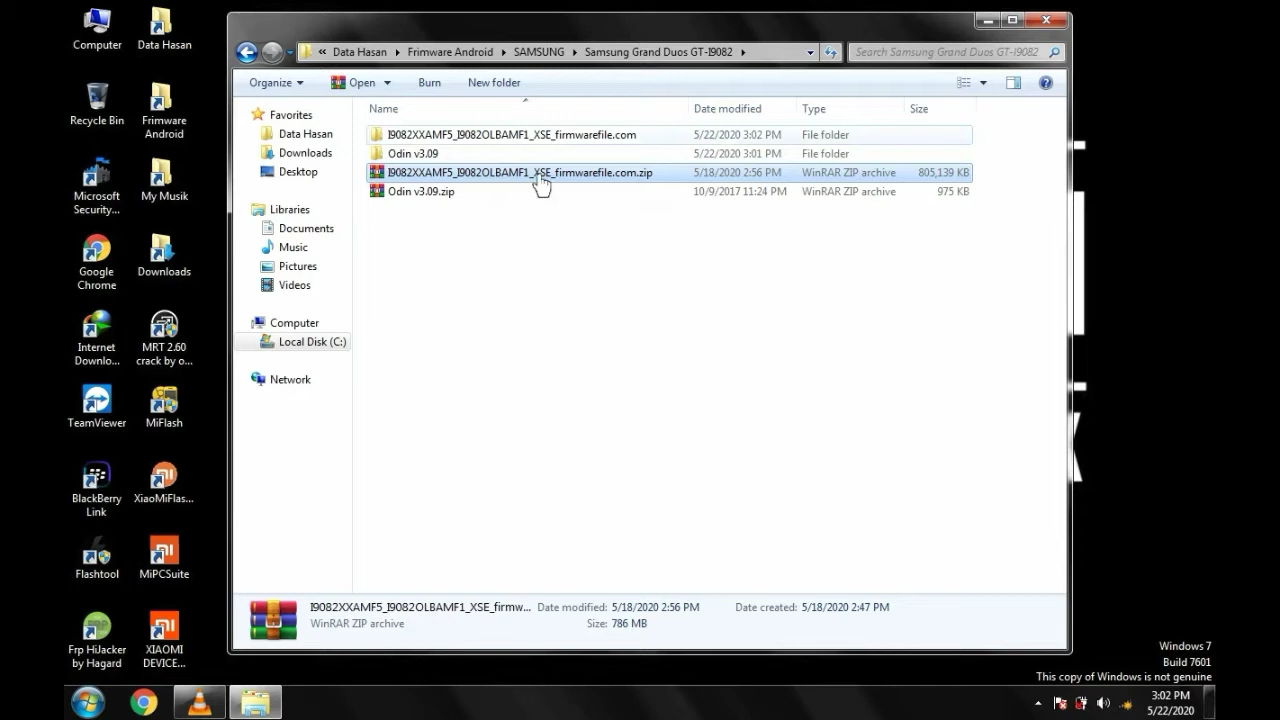 Computer
Data Hasan
Recycle Bin
Frimware
Android
Microsoft
Security...
My Musik
Google
Chrome
Downloads
Internet
Downlo...
MRT 2.60
crack by o...
TeamViewer
MiFlash
BlackBerry
Link
XiaoMiFlas...
Flashtool
MiPCSuite
Frp HiJacker
by Hagard
XIAOMI
DEVICE...
« Data Hasan ▸ Frimware Android ▸ SAMSUNG ▸ Samsung Grand Duos GT-I9082 ▸
Search Samsung Grand Duos GT-I9082
Organize Open Burn New folder
Name Date modified Type Size
I9082XXAMF5_I9082OLBAMF1_XSE_firmwarefile.com 5/22/2020 3:02 PM File folder
Odin v3.09 5/22/2020 3:01 PM File folder
I9082XXAMF5_I9082OLBAMF1_XSE_firmwarefile.com.zip 5/18/2020 2:56 PM WinRAR ZIP archive 805,139 KB
Odin v3.09.zip 10/9/2017 11:24 PM WinRAR ZIP archive 975 KB
Favorites
Data Hasan
Downloads
Desktop
Libraries
Documents
Music
Pictures
Videos
Computer
Local Disk (C:)
Network
I9082XXAMF5_I9082OLBAMF1_XSE_firmw... Date modified: 5/18/2020 2:56 PM Date created: 5/18/2020 2:47 PM
WinRAR ZIP archive Size: 786 MB
Windows 7
Build 7601
This copy of Windows is not genuine
3:02 PM
5/22/2020